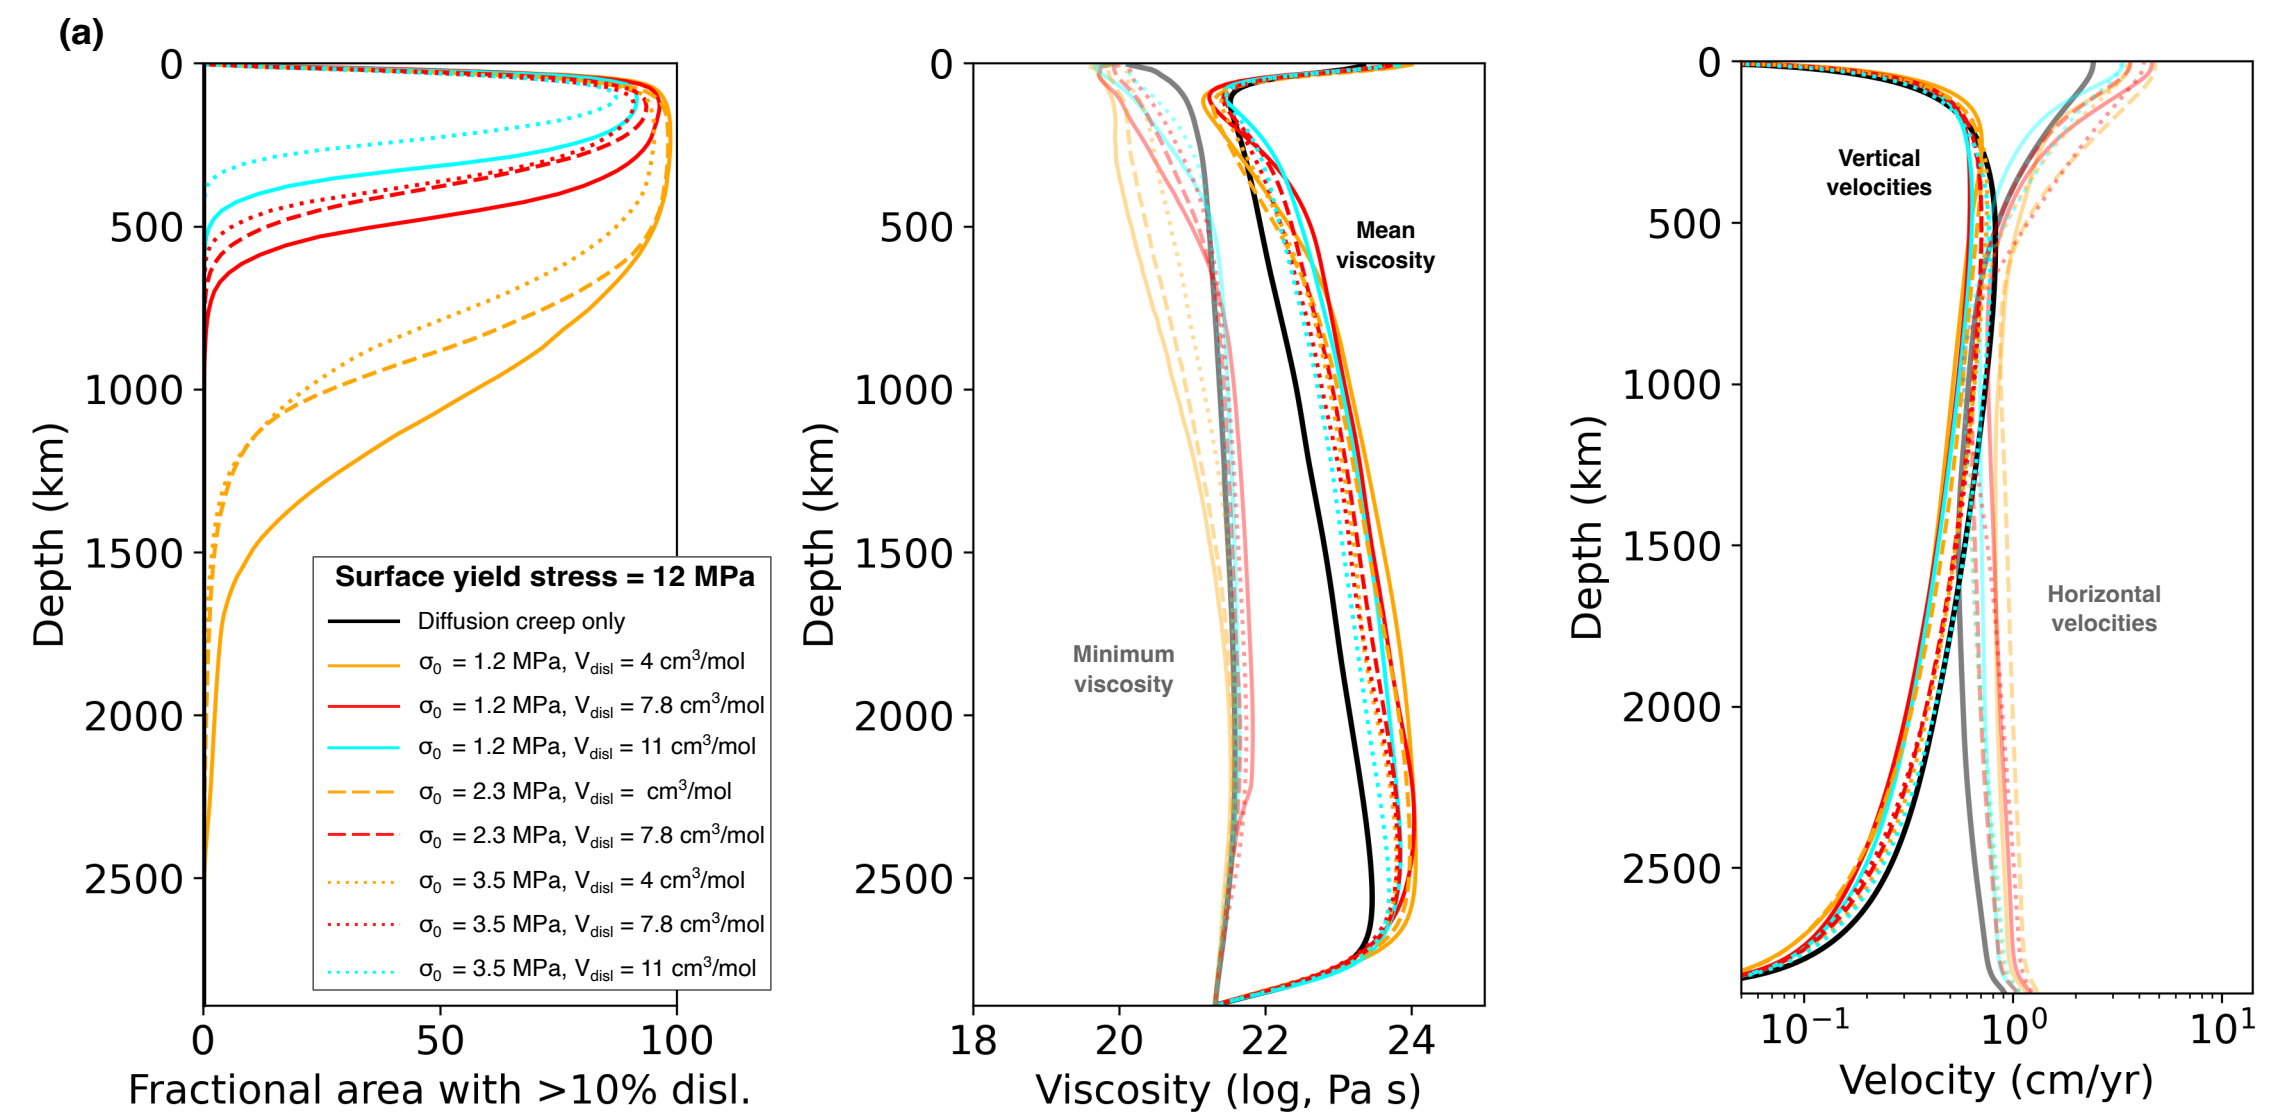 (a)
0
500
1000
1500
2000
2500
Depth (km)
0
50
100
Fractional area with >10% disl.
Surface yield stress = 12 MPa
Diffusion creep only
σ0 = 1.2 MPa, Vdisl = 4 cm3/mol
σ0 = 1.2 MPa, Vdisl = 7.8 cm3/mol
σ0 = 1.2 MPa, Vdisl = 11 cm3/mol
σ0 = 2.3 MPa, Vdisl = cm3/mol
σ0 = 2.3 MPa, Vdisl = 7.8 cm3/mol
σ0 = 3.5 MPa, Vdisl = 4 cm3/mol
σ0 = 3.5 MPa, Vdisl = 7.8 cm3/mol
σ0 = 3.5 MPa, Vdisl = 11 cm3/mol
0
500
1000
1500
2000
2500
Depth (km)
Mean
viscosity
Minimum
viscosity
18
20
22
24
Viscosity (log, Pa s)
0
500
1000
1500
2000
2500
Depth (km)
Vertical
velocities
Horizontal
velocities
10−1
100
101
Velocity (cm/yr)